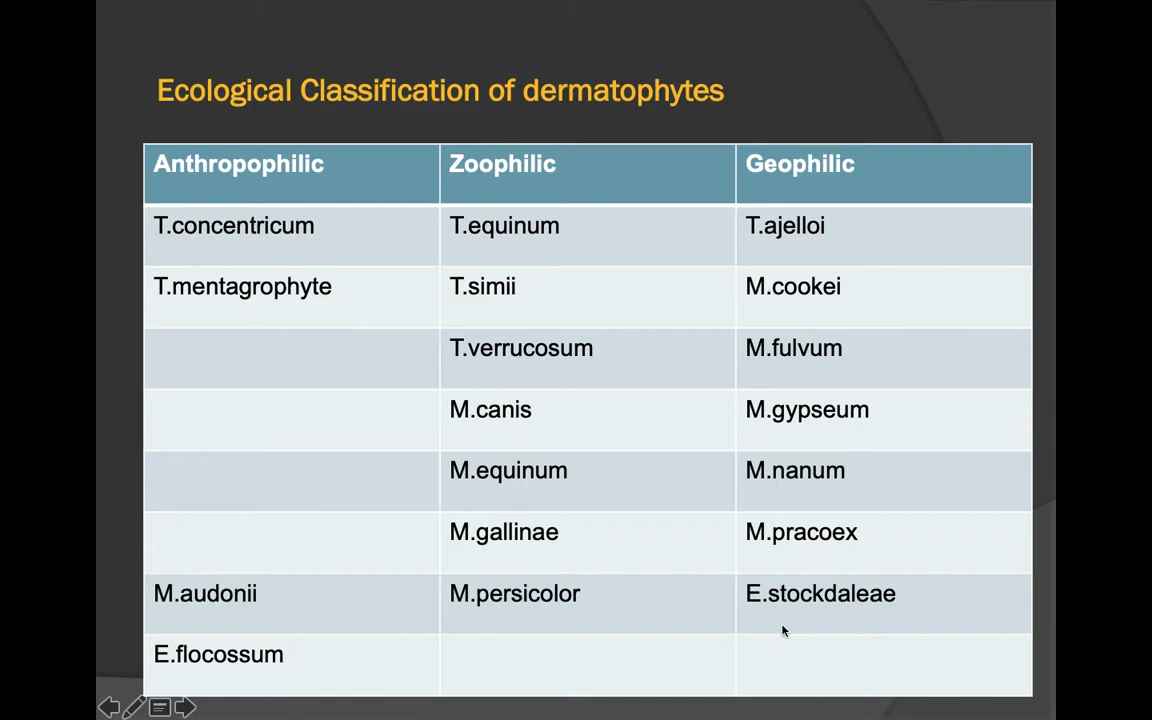 Ecological Classification of dermatophytes
Anthropophilic Zoophilic Geophilic
T.concentricum T.equinum T.ajelloi
T.mentagrophyte T.simii M.cookei
T.verrucosum M.fulvum
M.canis M.gypseum
M.equinum M.nanum
M.gallinae M.pracoex
M.audonii M.persicolor E.stockdaleae
E.flocossum